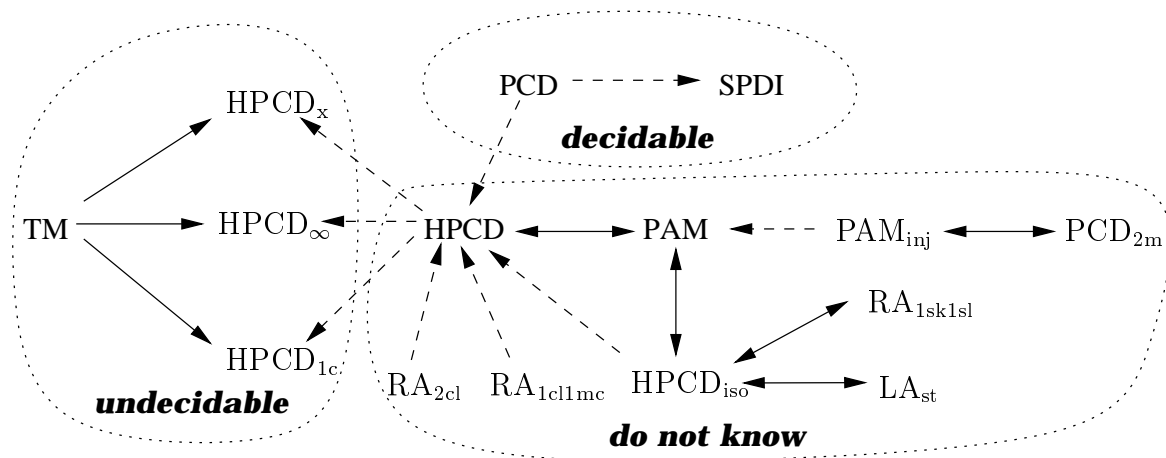 PCD SPDI
HPCD_x
decidable
TM HPCD_∞ HPCD PAM PAM_inj PCD_2m
RA_1sk1sl
HPCD_1c RA_2cl RA_1cl1mc HPCD_iso LA_st
undecidable
do not know